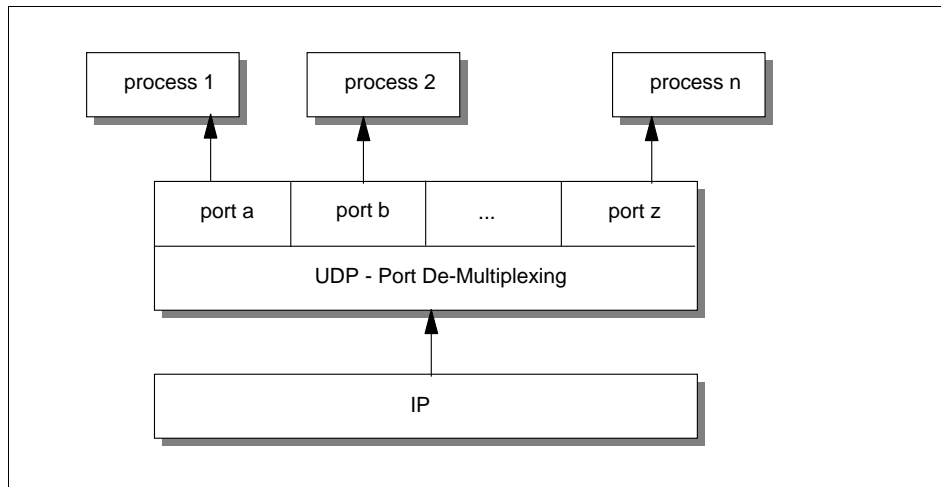 process 1
process 2
process n
port a
port b
...
port z
UDP - Port De-Multiplexing
IP